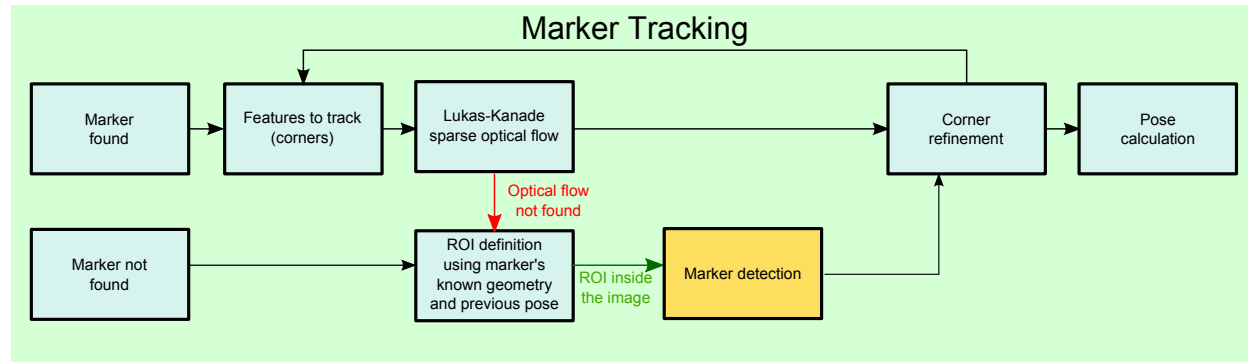 Marker Tracking
Marker
found
Features to track
(corners)
Lukas-Kanade
sparse optical flow
Corner
refinement
Pose
calculation
Optical flow
not found
Marker not
found
ROI definition
using marker's
known geometry
and previous pose
ROI inside
the image
Marker detection